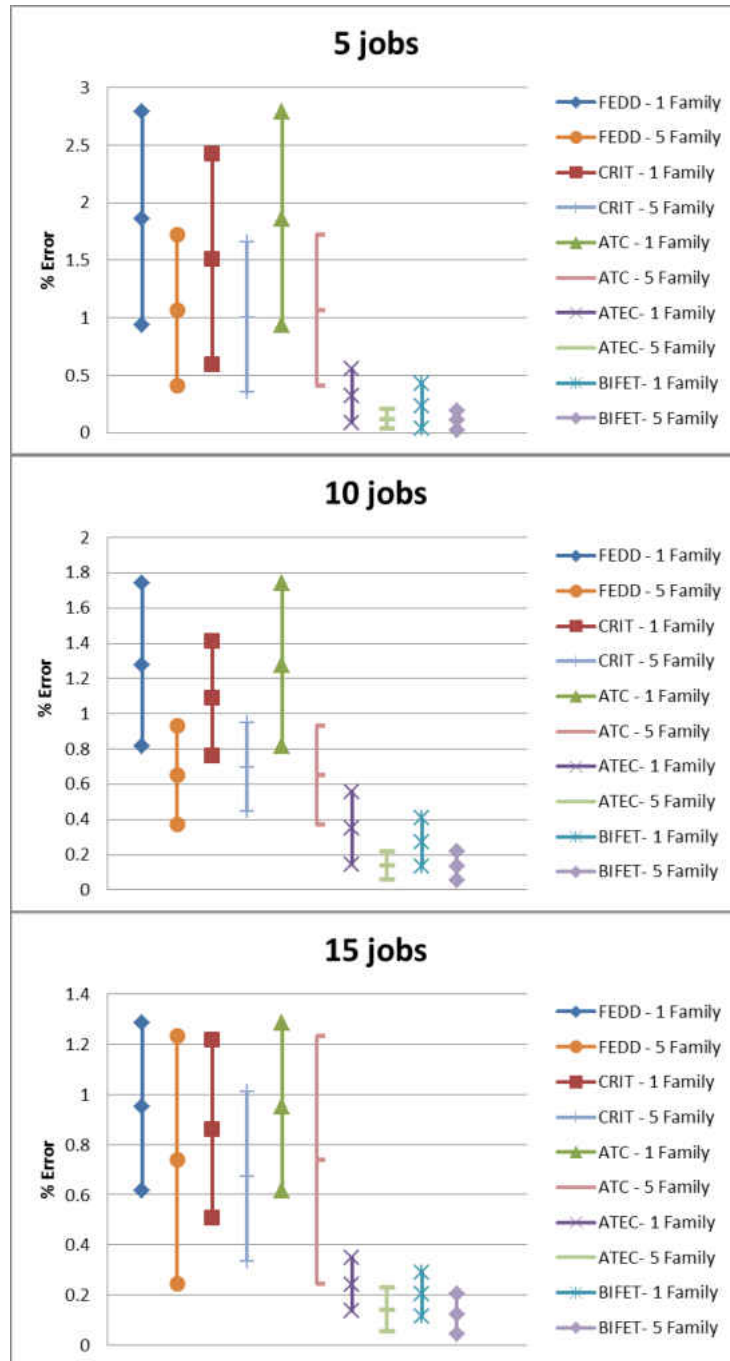 5 jobs
3
2.5
2
1.5
1
0.5
0
% Error
FEDD - 1 Family
FEDD - 5 Family
CRIT - 1 Family
CRIT - 5 Family
ATC - 1 Family
ATC - 5 Family
ATEC- 1 Family
ATEC- 5 Family
BIFET- 1 Family
BIFET- 5 Family
10 jobs
2
1.8
1.6
1.4
1.2
1
0.8
0.6
0.4
0.2
0
% Error
FEDD - 1 Family
FEDD - 5 Family
CRIT - 1 Family
CRIT - 5 Family
ATC - 1 Family
ATC - 5 Family
ATEC- 1 Family
ATEC- 5 Family
BIFET- 1 Family
BIFET- 5 Family
15 jobs
1.4
1.2
1
0.8
0.6
0.4
0.2
0
% Error
FEDD - 1 Family
FEDD - 5 Family
CRIT - 1 Family
CRIT - 5 Family
ATC - 1 Family
ATC - 5 Family
ATEC- 1 Family
ATEC- 5 Family
BIFET- 1 Family
BIFET- 5 Family